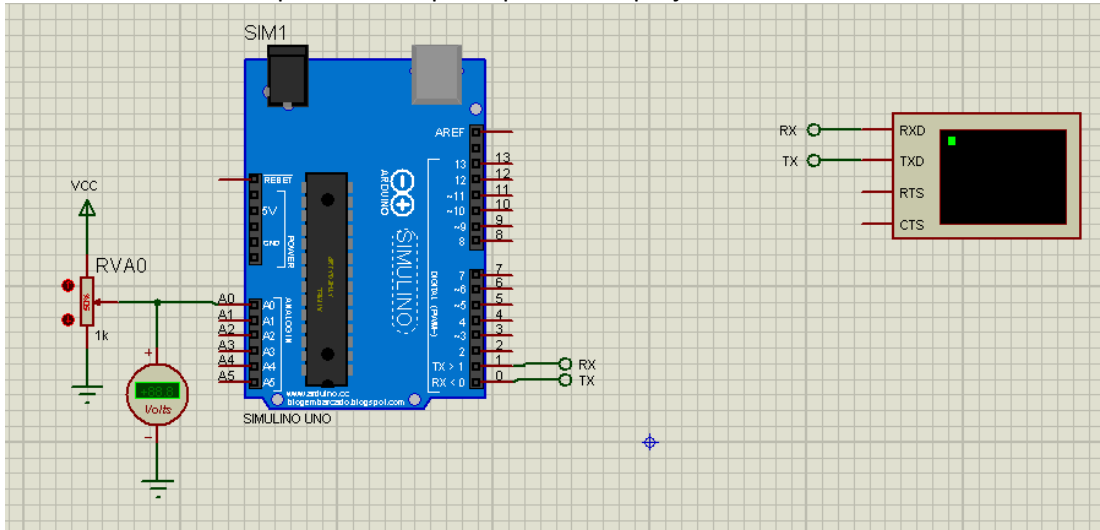 SIM1
AREF
13 13
12 12
~11 11
~10 10
~9 9
8 8
RESET
5V
POWER
GND
ARDUINO
SIMULINO
DIGITAL (PWM~)
7 7
~6 6
~5 5
4 4
~3 3
2 2
TX > 1 1
RX < 0 0
RX
TX
VCC
RVA0
50%
1k
A0 A0
A1 A1
A2 A2
A3 A3
A4 A4
A5 A5
ANALOG IN
www.arduino.cc
blogembarcado.blogspot.com
SIMULINO UNO
+88.8
Volts
+
−
RX RXD
TX TXD
RTS
CTS